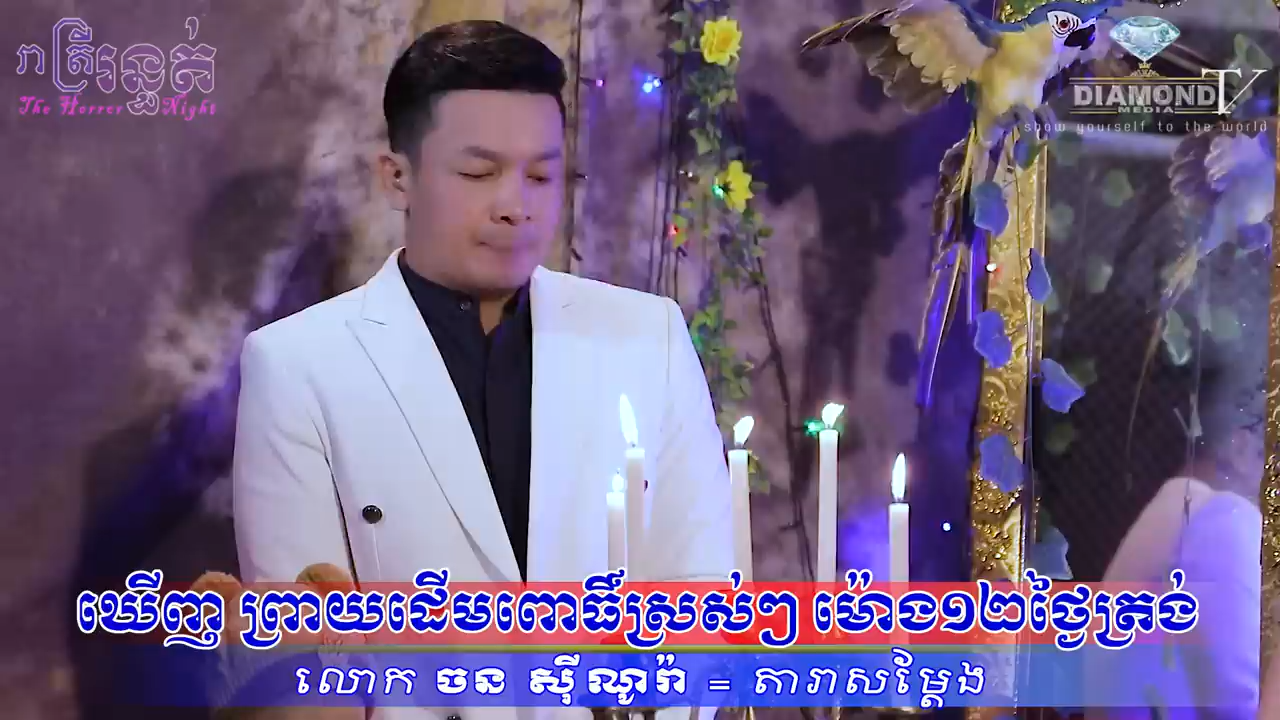 រាត្រីរន្ធត់
The Horror Night
DIAMOND TV
MEDIA
show yourself to the world
ឃើញ ព្រាយដើមពោធិ៍ស្រស់ៗ ម៉ោង១២ថ្ងៃត្រង់
លោក ចន ស៊ីណូរ៉ា = តារាសម្តែង